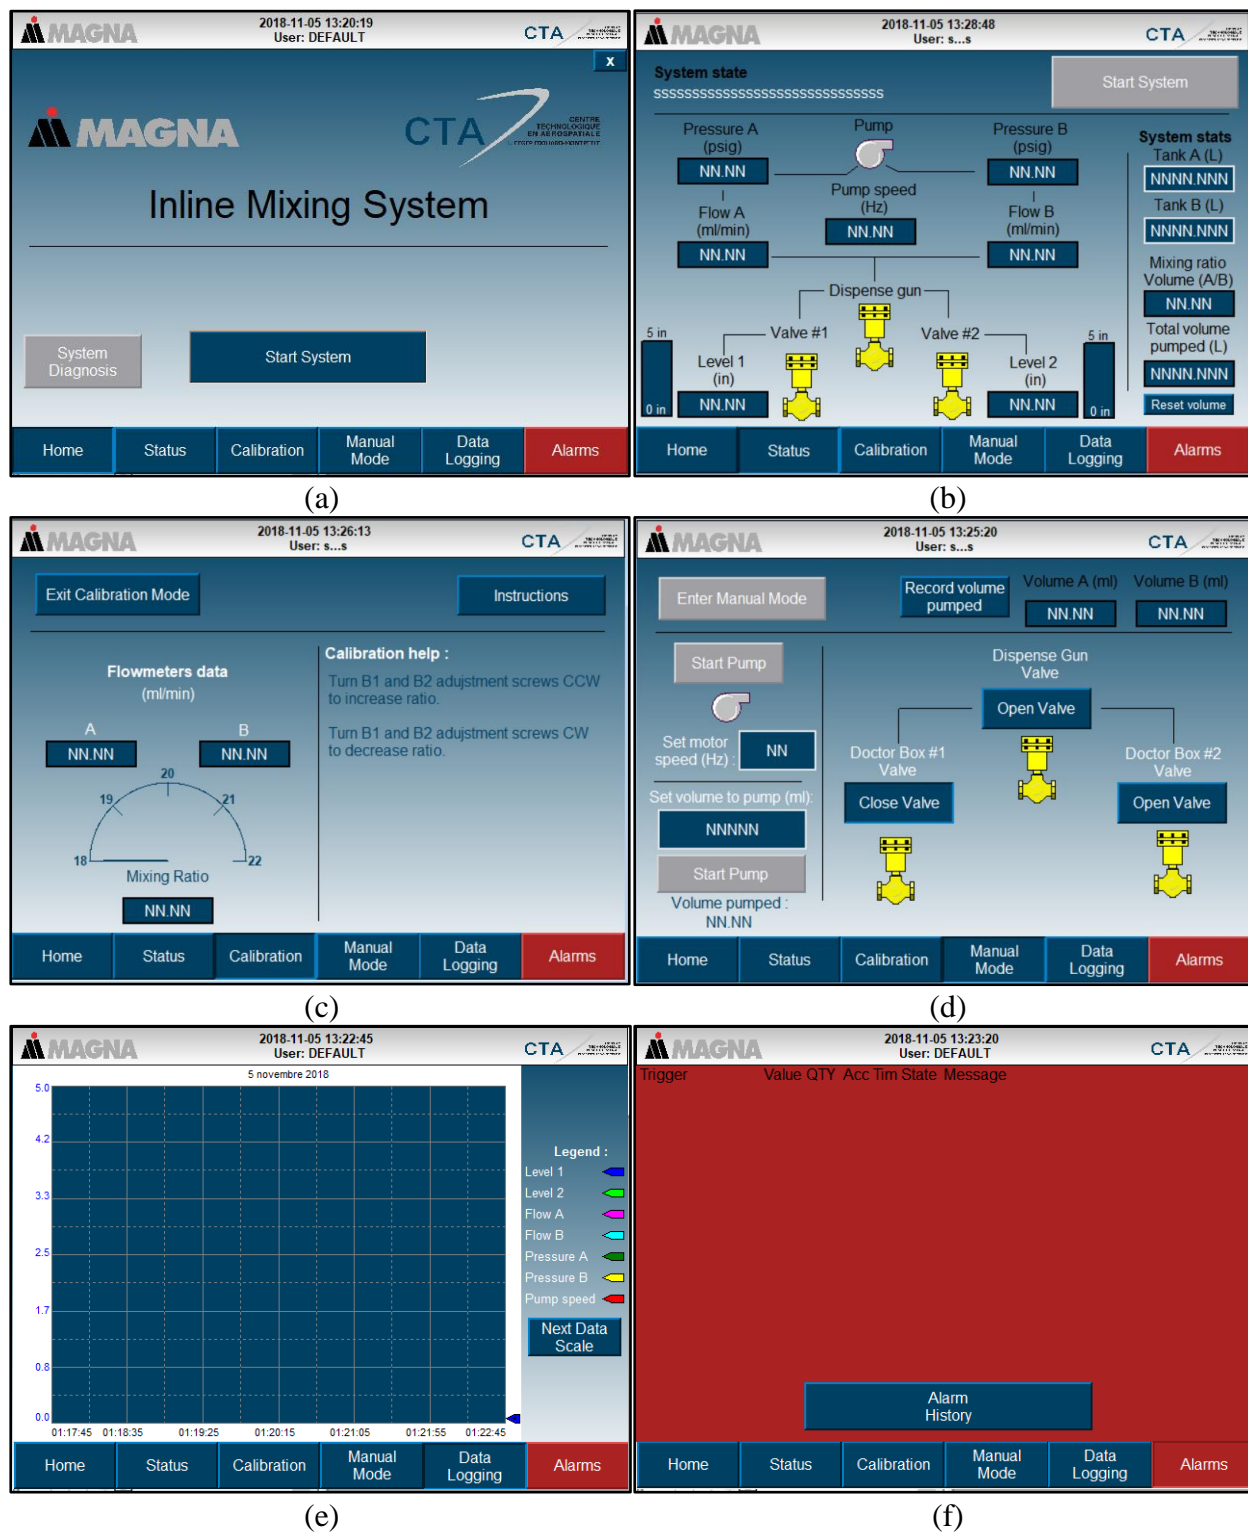 MAGNA
2018-11-05 13:20:19
User: DEFAULT
CTA
X
MAGNA
CTA
CENTRE
TECHNOLOGIQUE
EN AÉROSPATIALE
Inline Mixing System
System
Diagnosis
Start System
Home
Status
Calibration
Manual
Mode
Data
Logging
Alarms
(a)
MAGNA
2018-11-05 13:28:48
User: s...s
CTA
System state
ssssssssssssssssssssssssssssssss
Start System
Pressure A
(psig)
NN.NN
Pump
Pressure B
(psig)
NN.NN
Pump speed
(Hz)
NN.NN
Flow A
(ml/min)
NN.NN
Flow B
(ml/min)
NN.NN
Dispense gun
Valve #1
Valve #2
5 in
0 in
Level 1
(in)
NN.NN
Level 2
(in)
NN.NN
5 in
0 in
System stats
Tank A (L)
NNNN.NNN
Tank B (L)
NNNN.NNN
Mixing ratio
Volume (A/B)
NN.NN
Total volume
pumped (L)
NNNN.NNN
Reset volume
Home
Status
Calibration
Manual
Mode
Data
Logging
Alarms
(b)
MAGNA
2018-11-05 13:26:13
User: s...s
CTA
Exit Calibration Mode
Instructions
Flowmeters data
(ml/min)
A
NN.NN
B
NN.NN
18
19
20
21
22
Mixing Ratio
NN.NN
Calibration help :
Turn B1 and B2 adujstment screws CCW
to increase ratio.
Turn B1 and B2 adujstment screws CW
to decrease ratio.
Home
Status
Calibration
Manual
Mode
Data
Logging
Alarms
(c)
MAGNA
2018-11-05 13:25:20
User: s...s
CTA
Enter Manual Mode
Record volume
pumped
Volume A (ml)
NN.NN
Volume B (ml)
NN.NN
Start Pump
Set motor
speed (Hz) :
NN
Set volume to pump (ml):
NNNNN
Start Pump
Volume pumped :
NN.NN
Dispense Gun
Valve
Open Valve
Doctor Box #1
Valve
Close Valve
Doctor Box #2
Valve
Open Valve
Home
Status
Calibration
Manual
Mode
Data
Logging
Alarms
(d)
MAGNA
2018-11-05 13:22:45
User: DEFAULT
CTA
5 novembre 2018
5.0
4.2
3.3
2.5
1.7
0.8
0.0
01:17:45 01:18:35 01:19:25 01:20:15 01:21:05 01:21:55 01:22:45
Legend :
Level 1
Level 2
Flow A
Flow B
Pressure A
Pressure B
Pump speed
Next Data
Scale
Home
Status
Calibration
Manual
Mode
Data
Logging
Alarms
(e)
MAGNA
2018-11-05 13:23:20
User: DEFAULT
CTA
Trigger Value QTY Acc Tim State Message
Alarm
History
Home
Status
Calibration
Manual
Mode
Data
Logging
Alarms
(f)